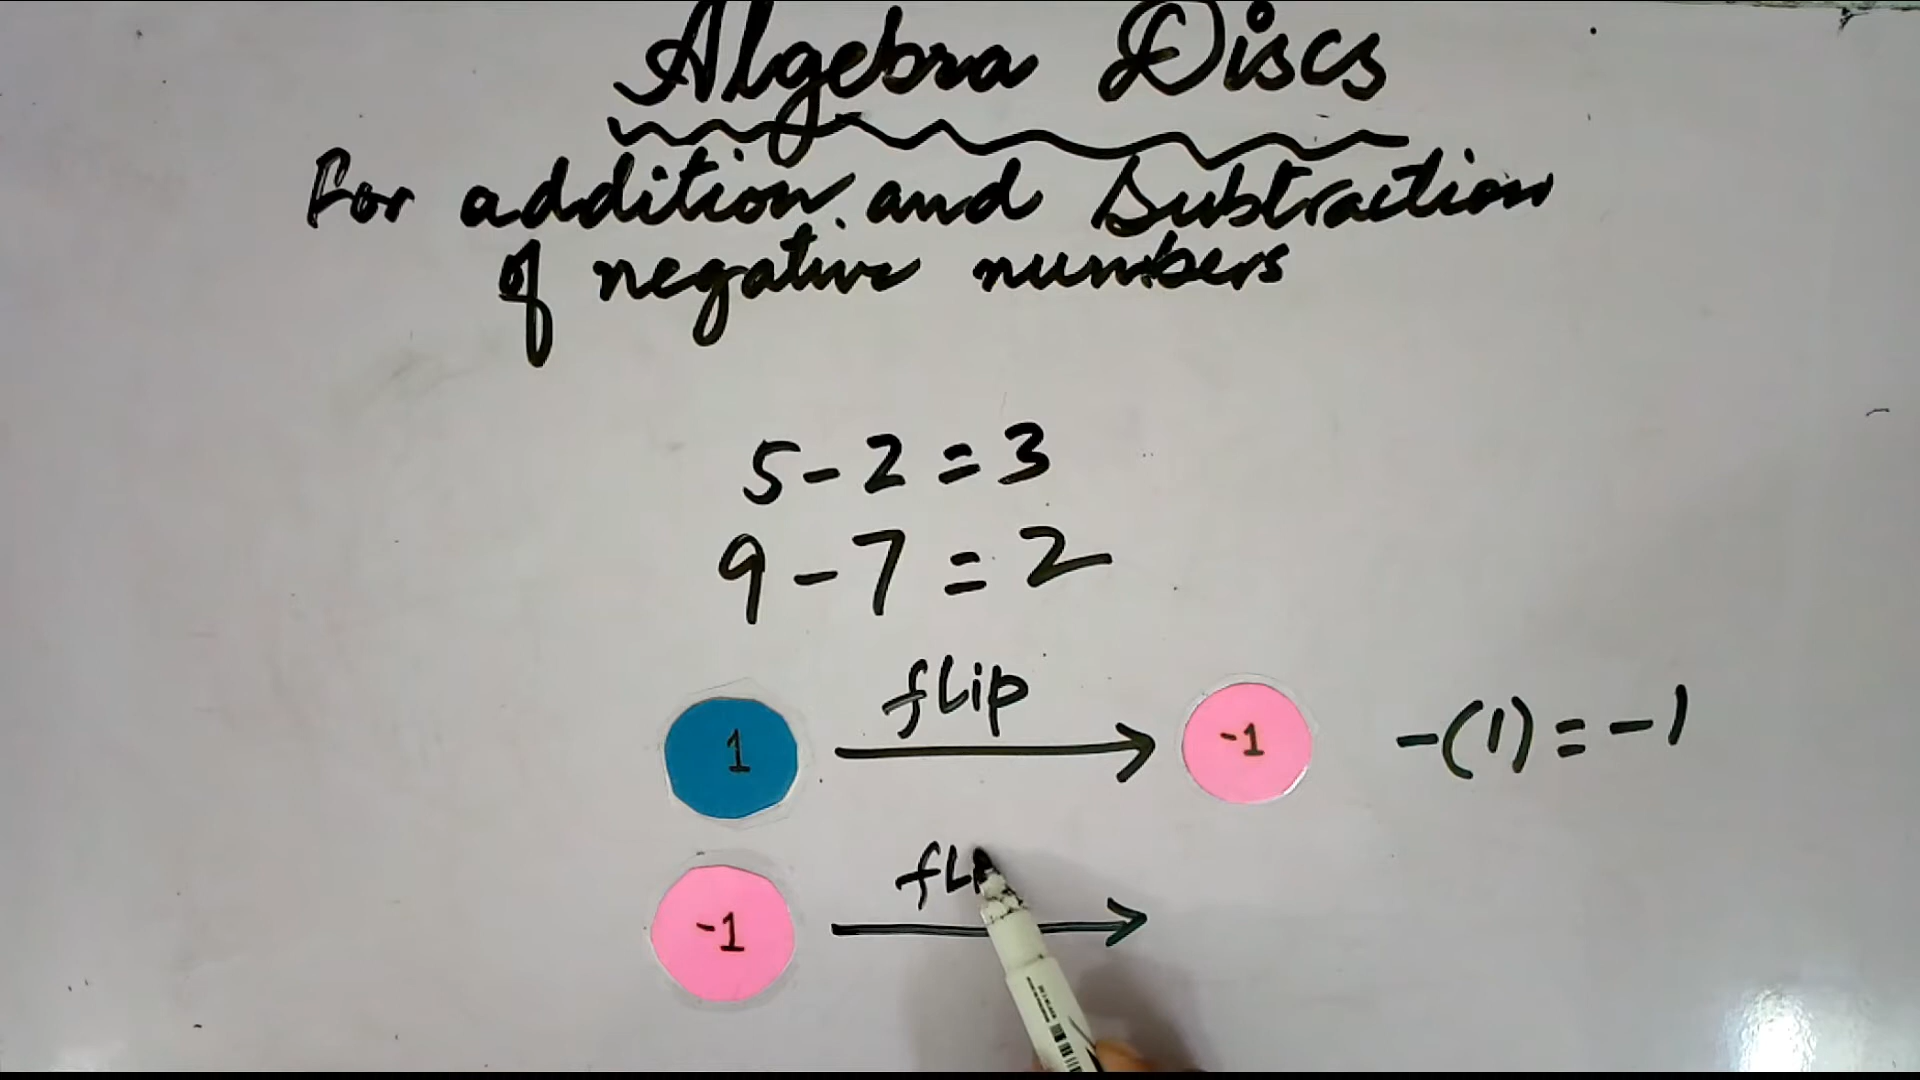 Algebra Discs
For addition and Subtraction
of negative numbers
5-2=3
9-7=2
flip
1 -1 -(1)=-1
fli
-1